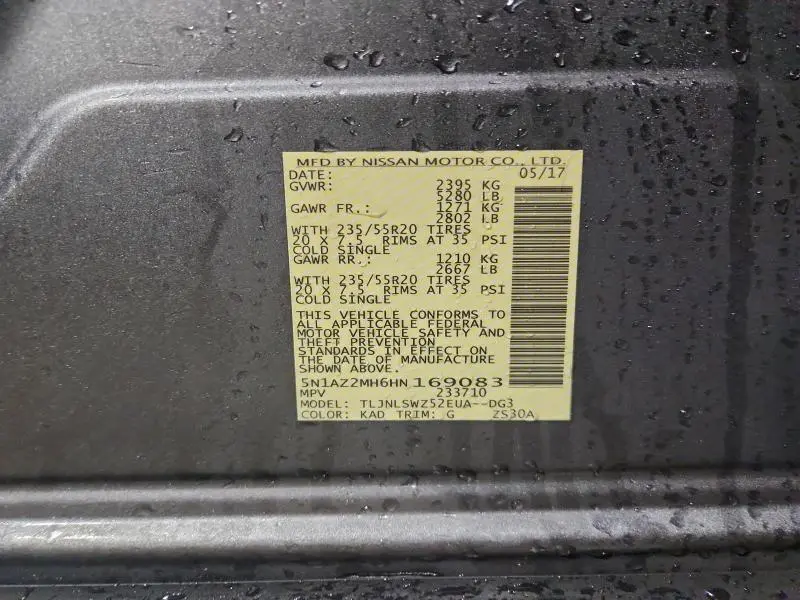 MFD BY NISSAN MOTOR CO., LTD.
DATE: 05/17
GVWR: 2395 KG
5280 LB
GAWR FR.: 1271 KG
2802 LB
WITH 235/55R20 TIRES
20 X 7.5 RIMS AT 35 PSI
COLD SINGLE
GAWR RR.: 1210 KG
2667 LB
WITH 235/55R20 TIRES
20 X 7.5 RIMS AT 35 PSI
COLD SINGLE
THIS VEHICLE CONFORMS TO
ALL APPLICABLE FEDERAL
MOTOR VEHICLE SAFETY AND
THEFT PREVENTION
STANDARDS IN EFFECT ON
THE DATE OF MANUFACTURE
SHOWN ABOVE.
5N1AZ2MH6HN169083
MPV 233710
MODEL: TLJNLSWZ52EUA--DG3
COLOR: KAD TRIM: G ZS30A